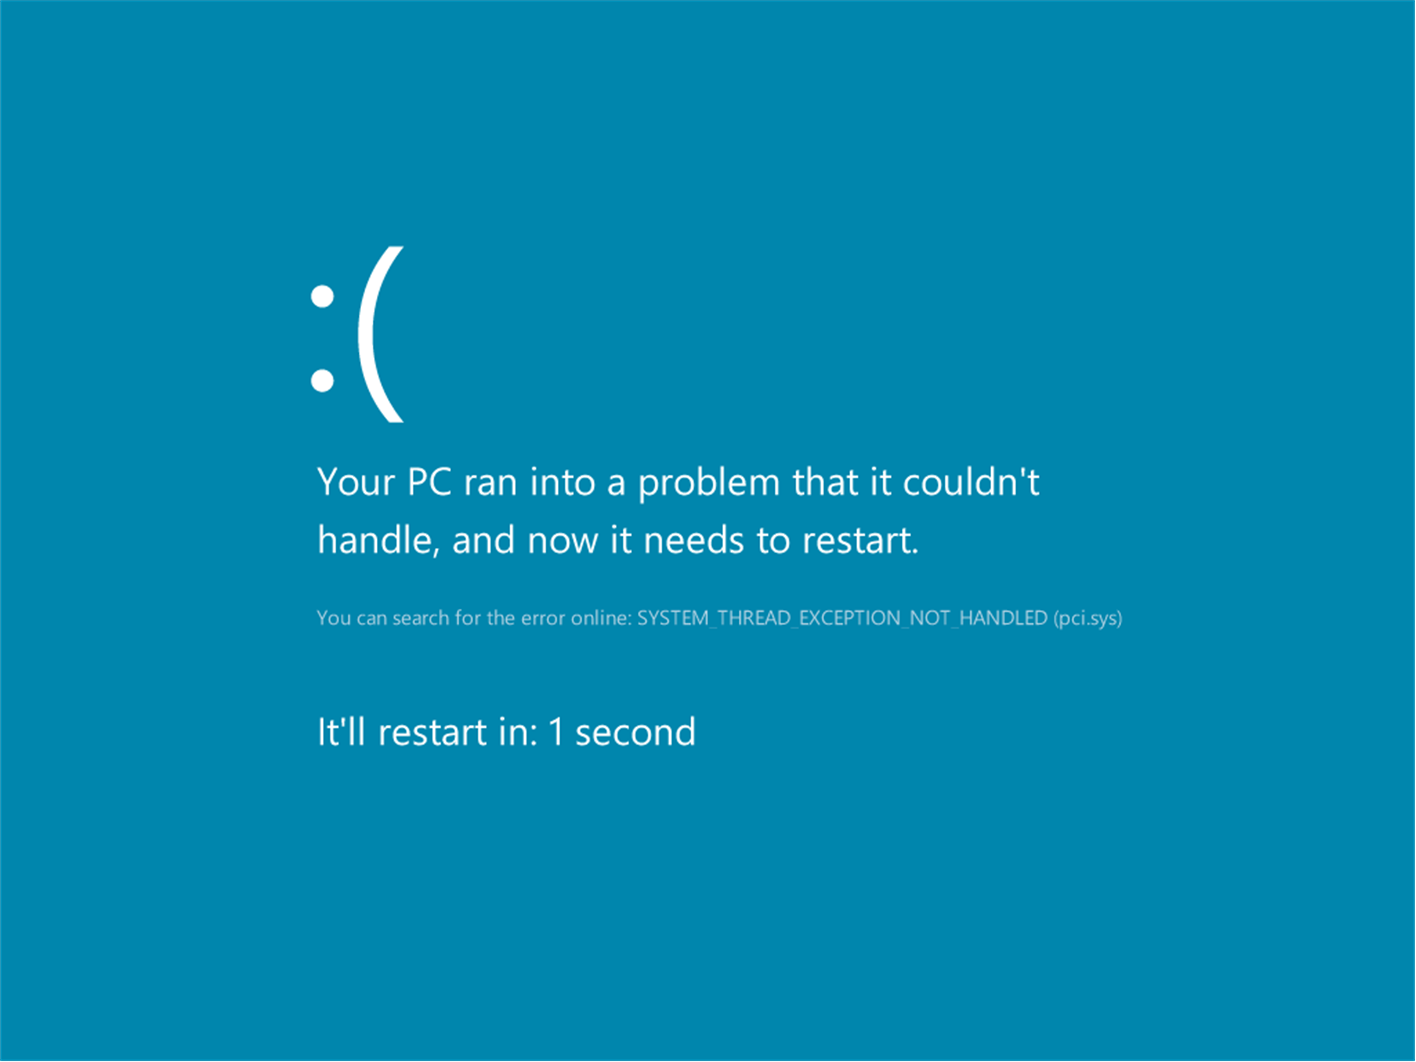 :(
Your PC ran into a problem that it couldn't
handle, and now it needs to restart.
You can search for the error online: SYSTEM_THREAD_EXCEPTION_NOT_HANDLED (pci.sys)
It'll restart in: 1 second